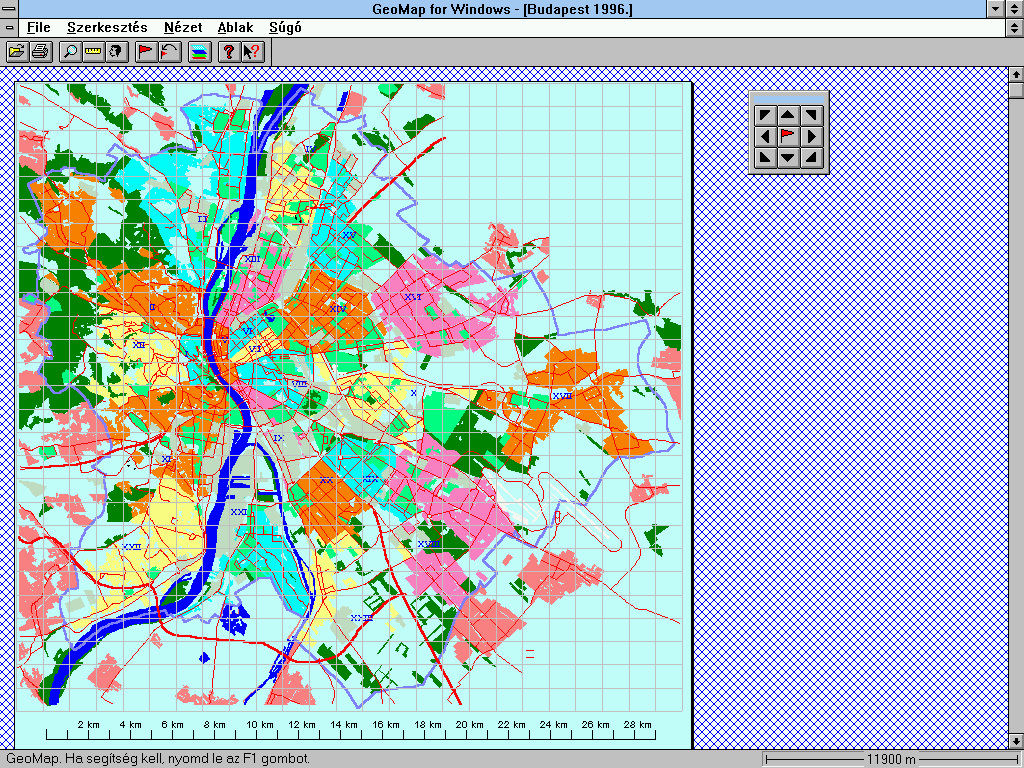 GeoMap for Windows - [Budapest 1996.]
File Szerkesztés Nézet Ablak Súgó
IV
III
XV
XIII
XVI
II
XIV
VI
XII
VII
VIII
X
XVII
IX
XI
XX
XIX
XXI
XXII
XVIII
XXIII
2 km 4 km 6 km 8 km 10 km 12 km 14 km 16 km 18 km 20 km 22 km 24 km 26 km 28 km
GeoMap. Ha segítség kell, nyomd le az F1 gombot.
11900 m